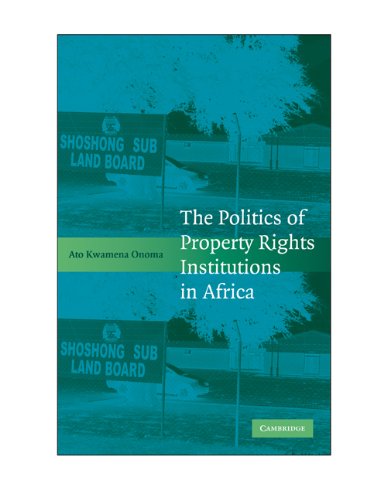 SHOSHONG SUB
LAND BOARD
The Politics of
Property Rights
Institutions
in Africa
Ato Kwamena Onoma
SHOSHONG SUB
LAND BOARD
CAMBRIDGE